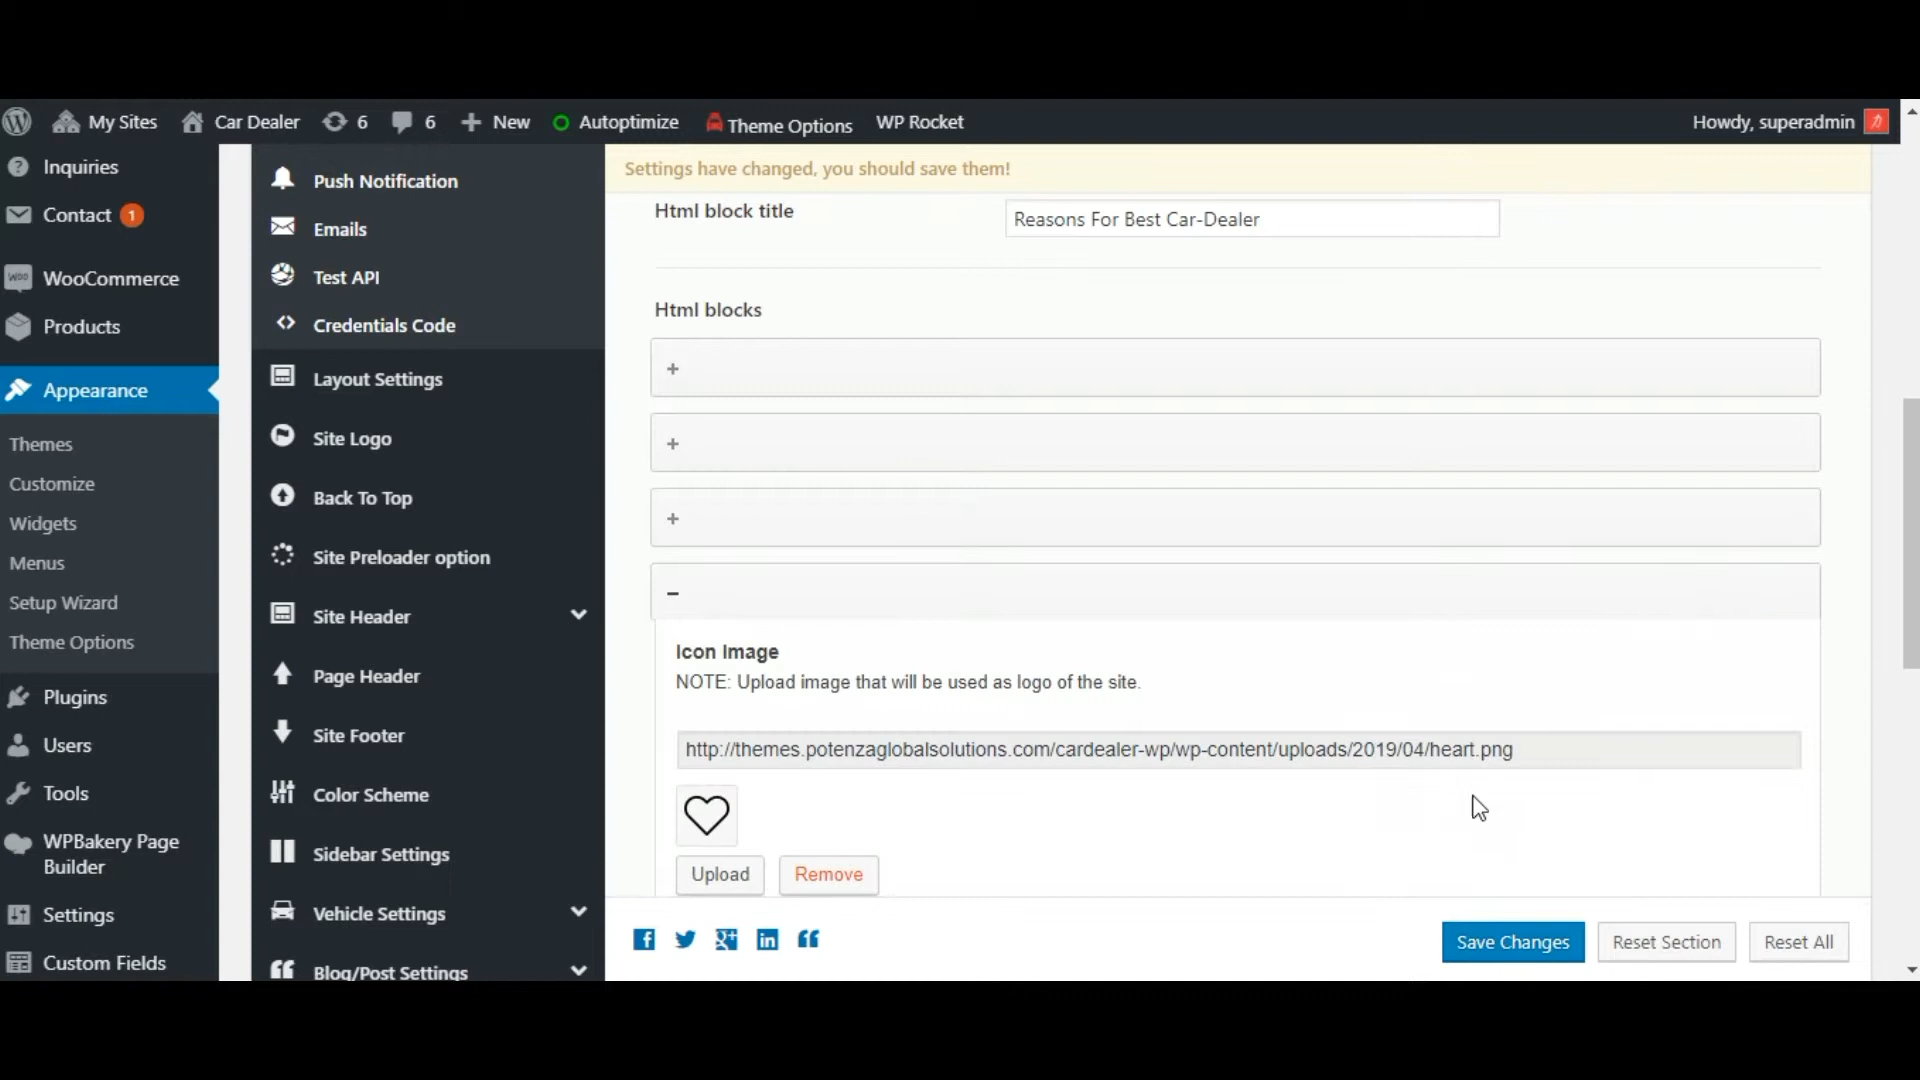 My Sites Car Dealer 6 6 New Autoptimize Theme Options WP Rocket Howdy, superadmin
Inquiries
Contact 1
WooCommerce
Products
Appearance
Themes
Customize
Widgets
Menus
Setup Wizard
Theme Options
Plugins
Users
Tools
WPBakery Page
Builder
Settings
Custom Fields
Push Notification
Emails
Test API
Credentials Code
Layout Settings
Site Logo
Back To Top
Site Preloader option
Site Header
Page Header
Site Footer
Color Scheme
Sidebar Settings
Vehicle Settings
Blog/Post Settings
Settings have changed, you should save them!
Html block title Reasons For Best Car-Dealer
Html blocks
+
+
+
–
Icon Image
NOTE: Upload image that will be used as logo of the site.
http://themes.potenzaglobalsolutions.com/cardealer-wp/wp-content/uploads/2019/04/heart.png
Upload Remove
Save Changes Reset Section Reset All